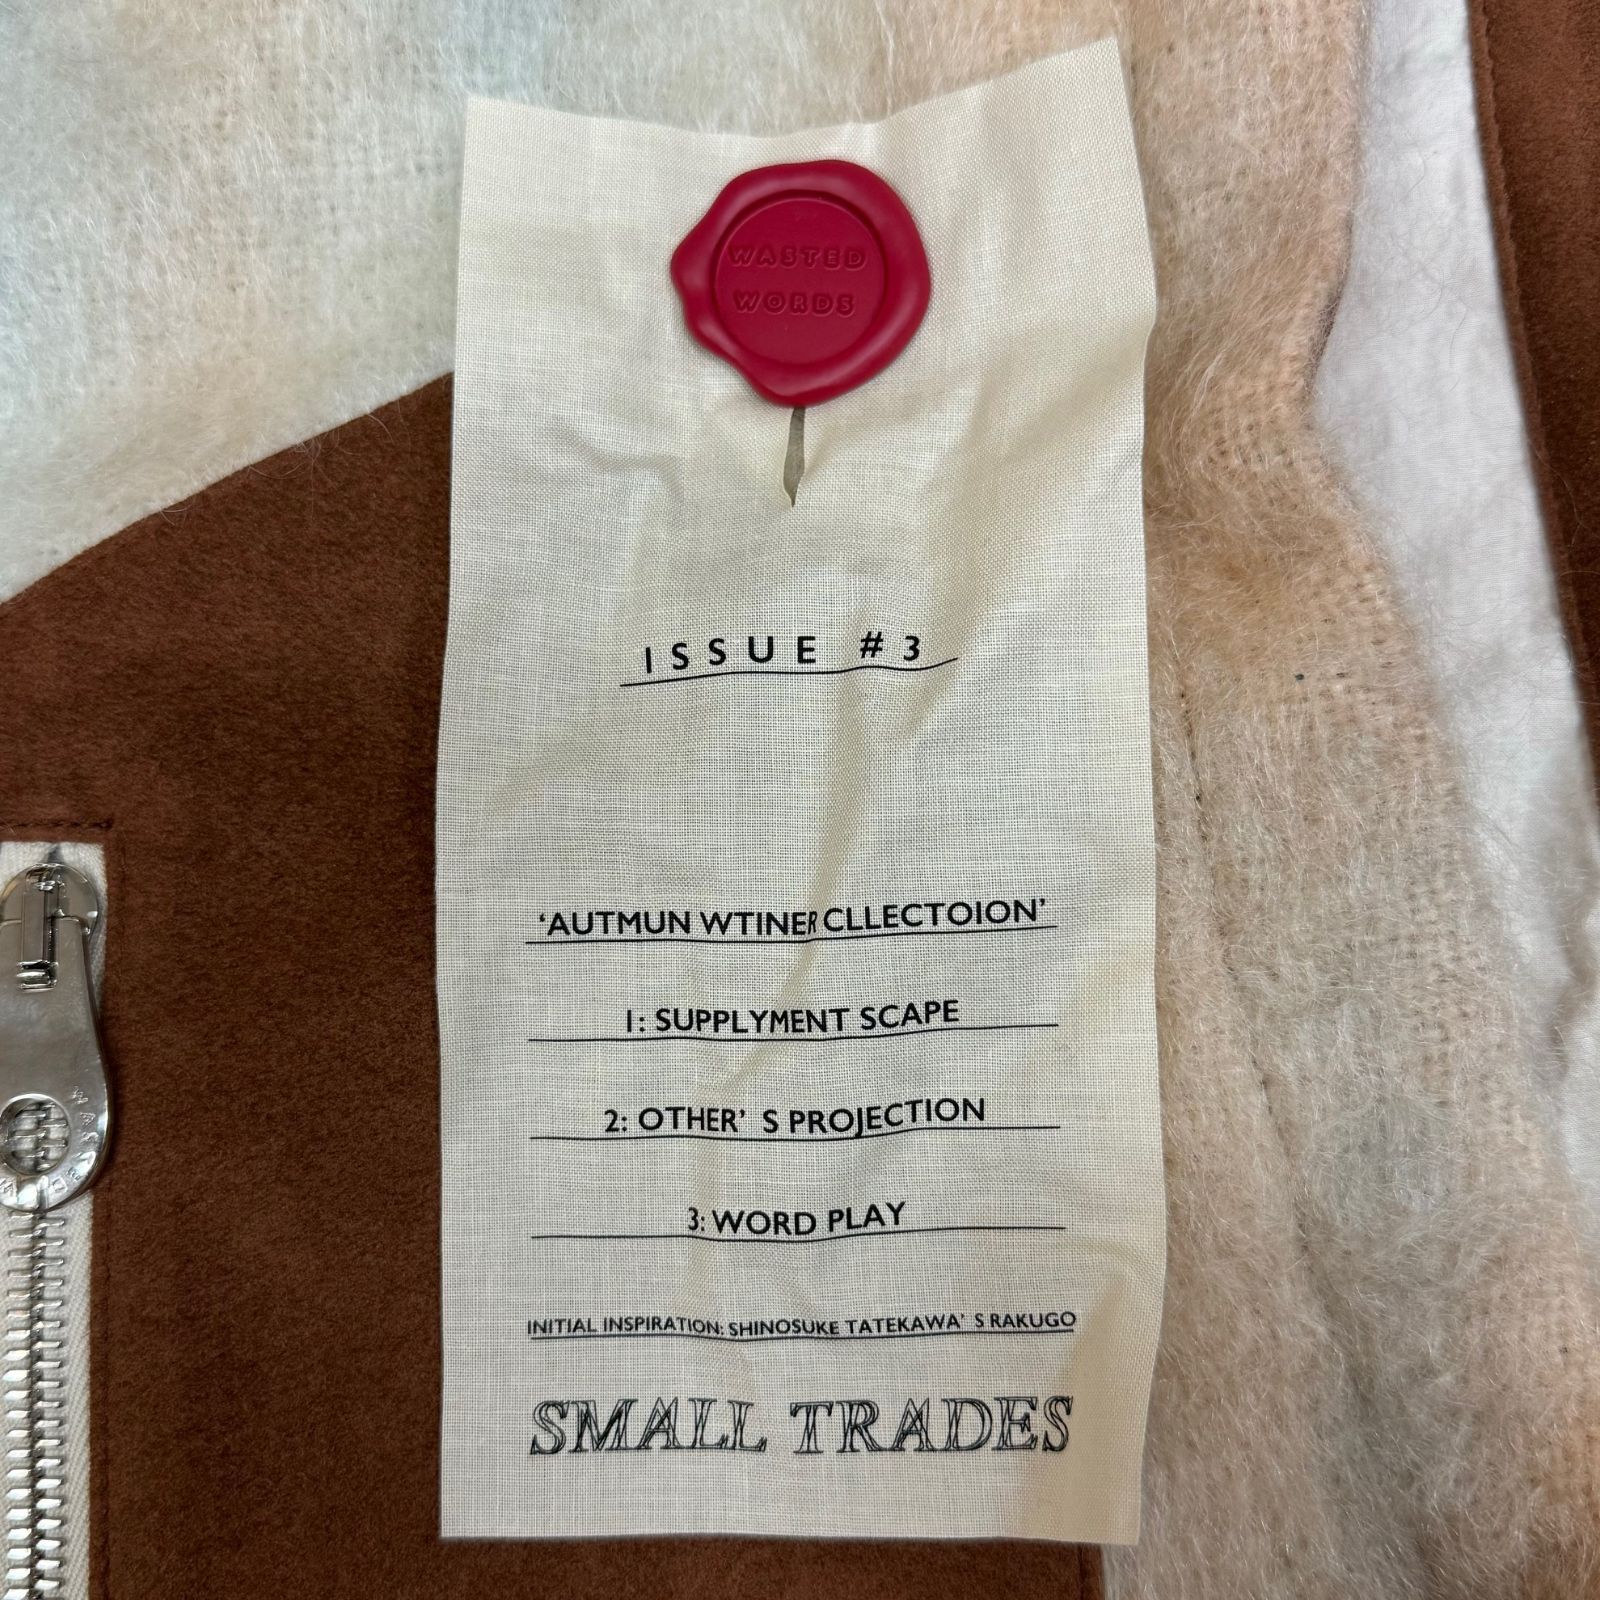 WASTED
WORDS
ISSUE #3
‘AUTMUN WTINER CLLECTOION’
1: SUPPLYMENT SCAPE
2: OTHER’ S PROJECTION
3: WORD PLAY
INITIAL INSPIRATION: SHINOSUKE TATEKAWA’ S RAKUGO
SMALL TRADES